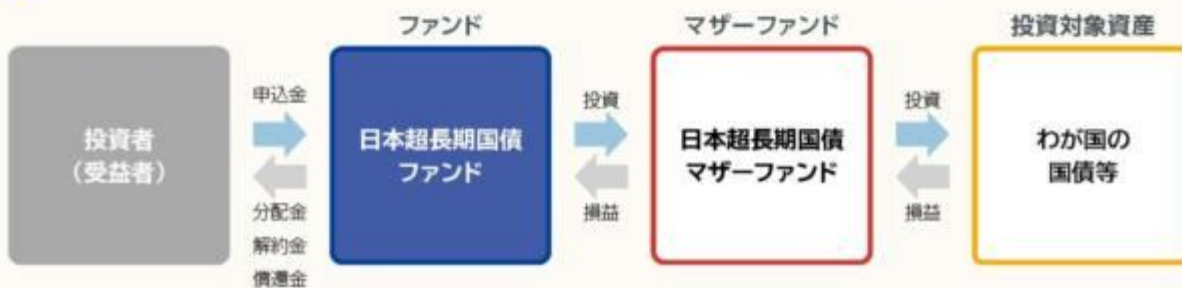 ファンド
マザーファンド
投資対象資産
投資者
（受益者）
申込金
分配金
解約金
償還金
日本超長期国債
ファンド
投資
損益
日本超長期国債
マザーファンド
投資
損益
わが国の
国債等